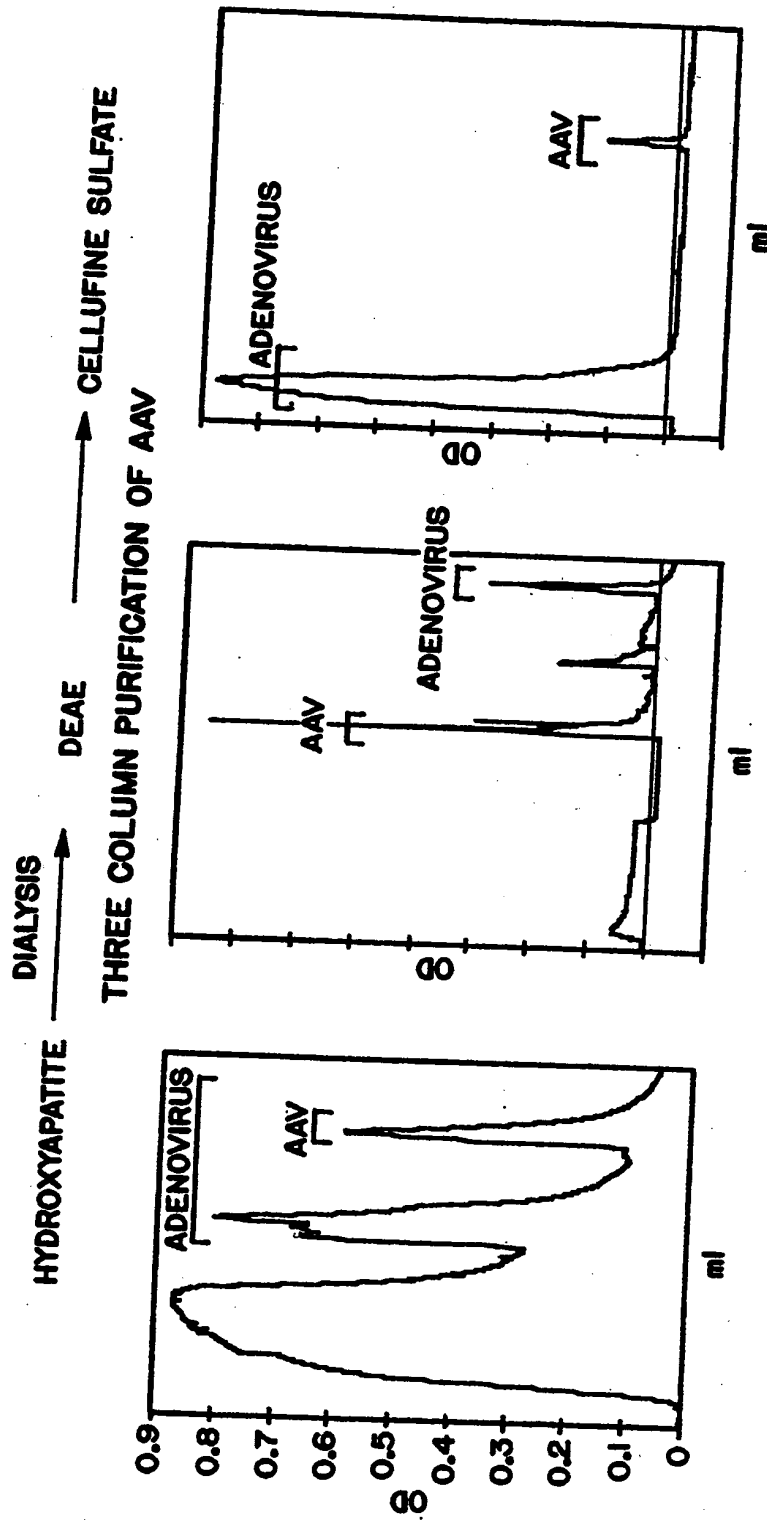 HYDROXYAPATITE DIALYSIS DEAE CELLUFINE SULFATE
THREE COLUMN PURIFICATION OF AAV
ADENOVIRUS
AAV
0.9
0.8
0.7
0.6
0.5
0.4
0.3
0.2
0.1
0
OD
ml
AAV
ADENOVIRUS
OD
ml
ADENOVIRUS
AAV
OD
ml